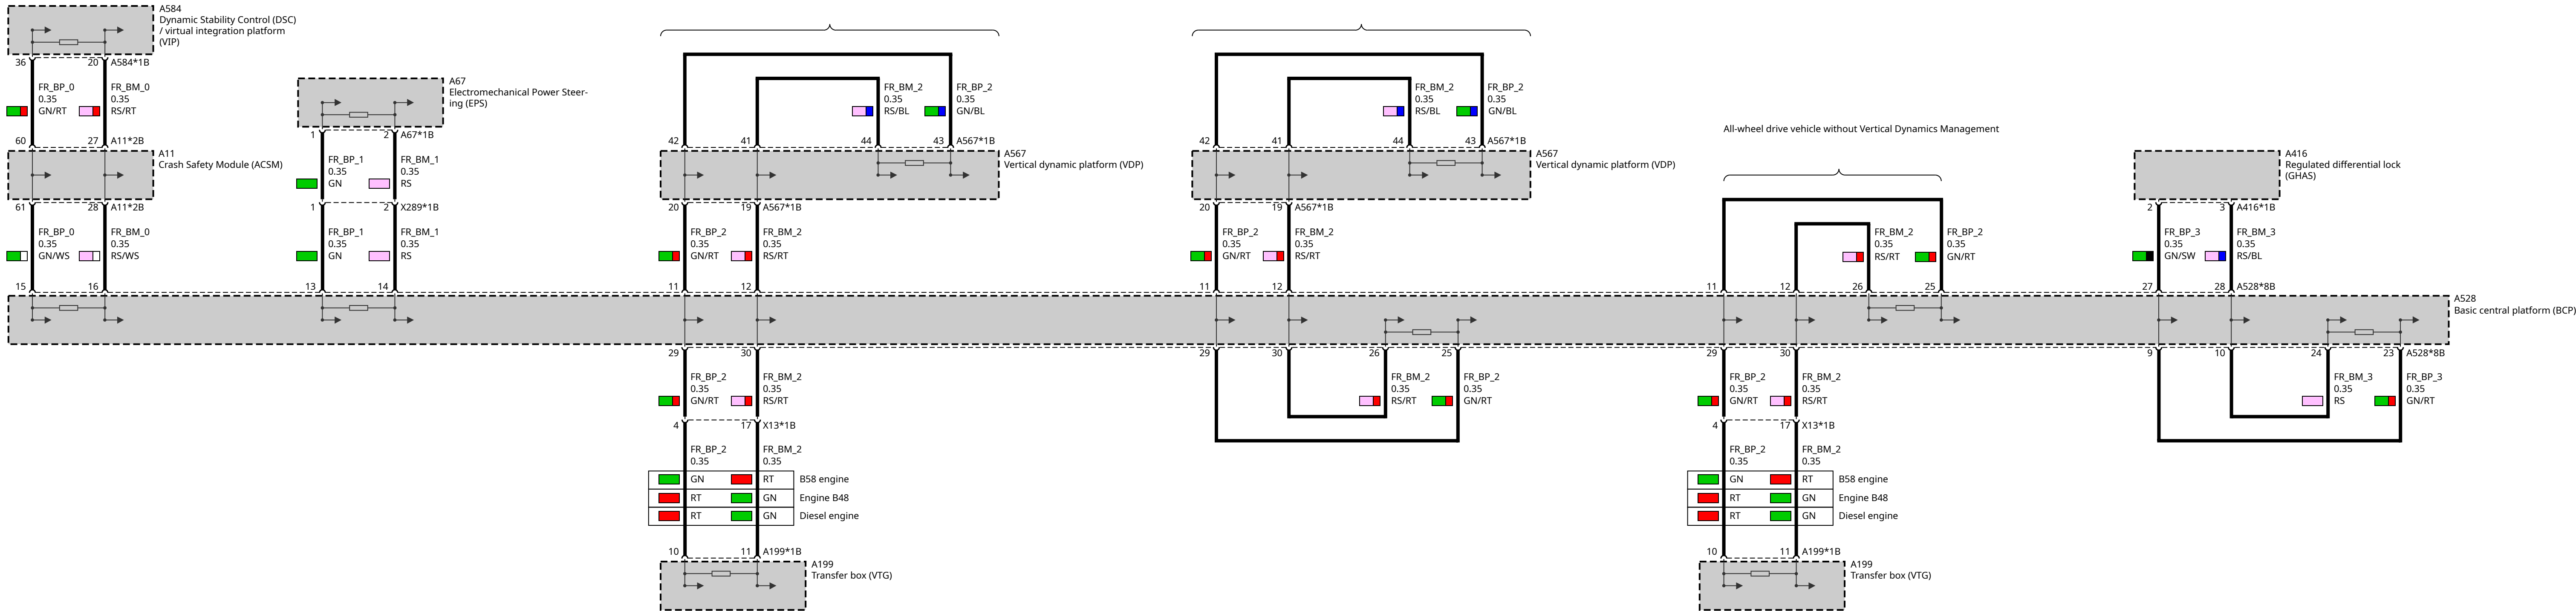 A584
Dynamic Stability Control (DSC)
/ virtual integration platform
(VIP)
36 20 A584*1B
FR_BP_0 FR_BM_0
0.35 0.35
GN/RT RS/RT
60 27 A11*2B
A11
Crash Safety Module (ACSM)
61 28 A11*2B
FR_BP_0 FR_BM_0
0.35 0.35
GN/WS RS/WS
15 16
A67
Electromechanical Power Steer-
ing (EPS)
1 2 A67*1B
FR_BP_1 FR_BM_1
0.35 0.35
GN RS
1 2 X289*1B
FR_BP_1 FR_BM_1
0.35 0.35
GN RS
13 14
FR_BM_2 FR_BP_2
0.35 0.35
RS/BL GN/BL
42 41 44 43 A567*1B
A567
Vertical dynamic platform (VDP)
20 19 A567*1B
FR_BP_2 FR_BM_2
0.35 0.35
GN/RT RS/RT
11 12
FR_BM_2 FR_BP_2
0.35 0.35
RS/BL GN/BL
42 41 44 43 A567*1B
A567
Vertical dynamic platform (VDP)
20 19 A567*1B
FR_BP_2 FR_BM_2
0.35 0.35
GN/RT RS/RT
11 12
All-wheel drive vehicle without Vertical Dynamics Management
FR_BM_2 FR_BP_2
0.35 0.35
RS/RT GN/RT
11 12 26 25
A416
Regulated differential lock
(GHAS)
2 3 A416*1B
FR_BP_3 FR_BM_3
0.35 0.35
GN/SW RS/BL
27 28 A528*8B
A528
Basic central platform (BCP)
29 30
FR_BP_2 FR_BM_2
0.35 0.35
GN/RT RS/RT
4 17 X13*1B
FR_BP_2 FR_BM_2
0.35 0.35
GN RT B58 engine
RT GN Engine B48
RT GN Diesel engine
10 11 A199*1B
A199
Transfer box (VTG)
29 30 26 25
FR_BM_2 FR_BP_2
0.35 0.35
RS/RT GN/RT
29 30
FR_BP_2 FR_BM_2
0.35 0.35
GN/RT RS/RT
4 17 X13*1B
FR_BP_2 FR_BM_2
0.35 0.35
GN RT B58 engine
RT GN Engine B48
RT GN Diesel engine
10 11 A199*1B
A199
Transfer box (VTG)
9 10 24 23 A528*8B
FR_BM_3 FR_BP_3
0.35 0.35
RS GN/RT